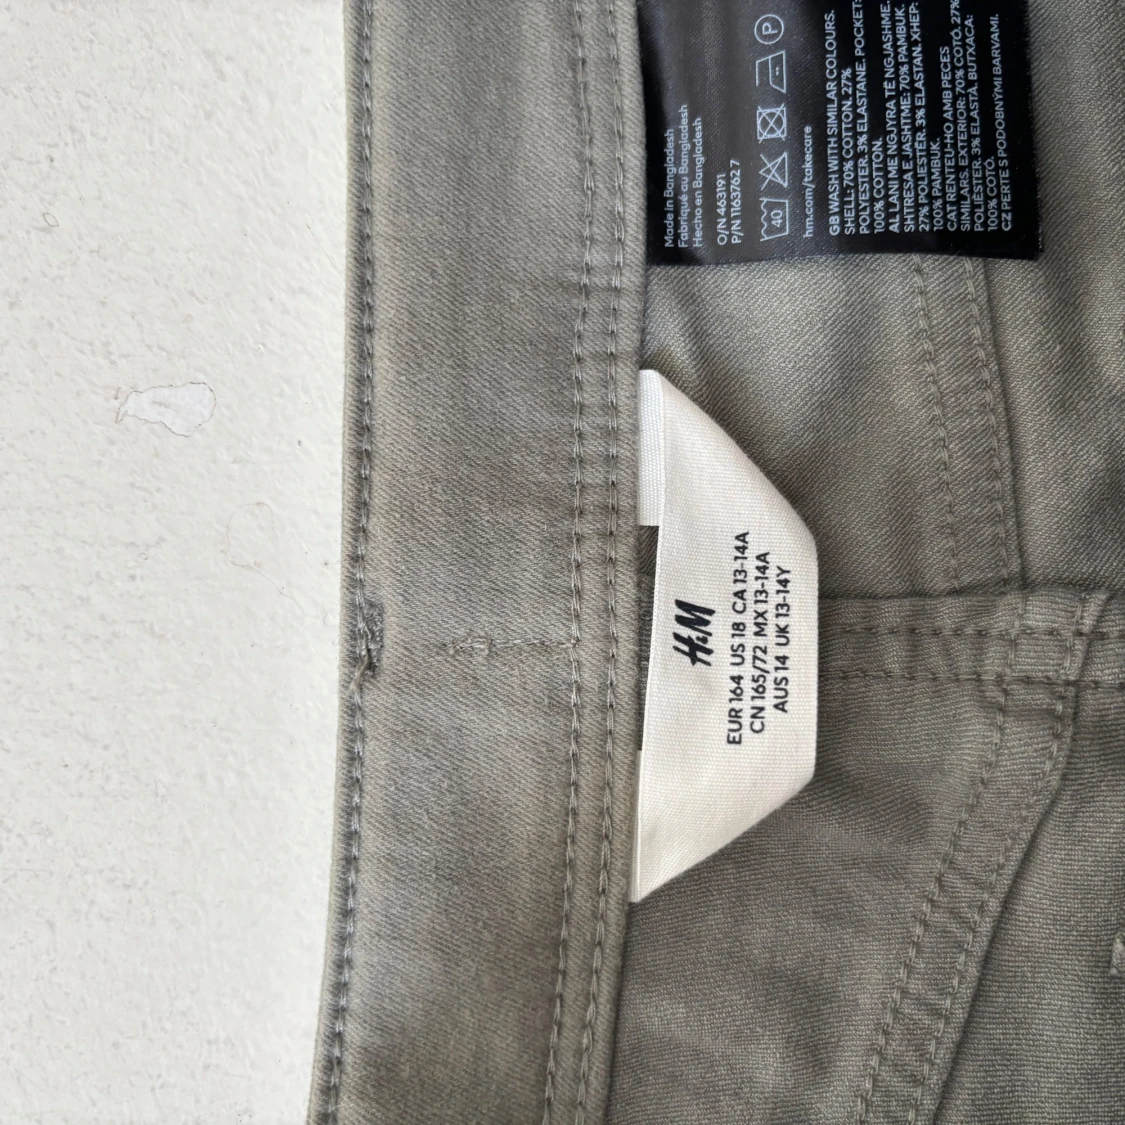 Made in Bangladesh
Fabriqué au Bangladesh
Hecho en Bangladesh
O/N 463191
P/N 11637627
40
P
hm.com/takecare
GB WASH WITH SIMILAR COLOURS.
SHELL: 70% COTTON. 27%
POLYESTER. 3% ELASTANE. POCKET:
100% COTTON.
AL LANI ME NGJYRA TË NGJASHME.
SHTRESA E JASHTME: 70% PAMBUK.
27% POLIESTËR. 3% ELASTAN. XHEP:
100% PAMBUK.
CAT RENTEU-HO AMB PECES
SIMILARS. EXTERIOR: 70% COTÓ. 27%
POLIÈSTER. 3% ELASTÀ. BUTXACA:
100% COTÓ.
CZ PERTE S PODOBNÝMI BARVAMI.
H&M
EUR 164 US 18 CA 13-14A
CN 165/72 MX 13-14A
AUS 14 UK 13-14Y